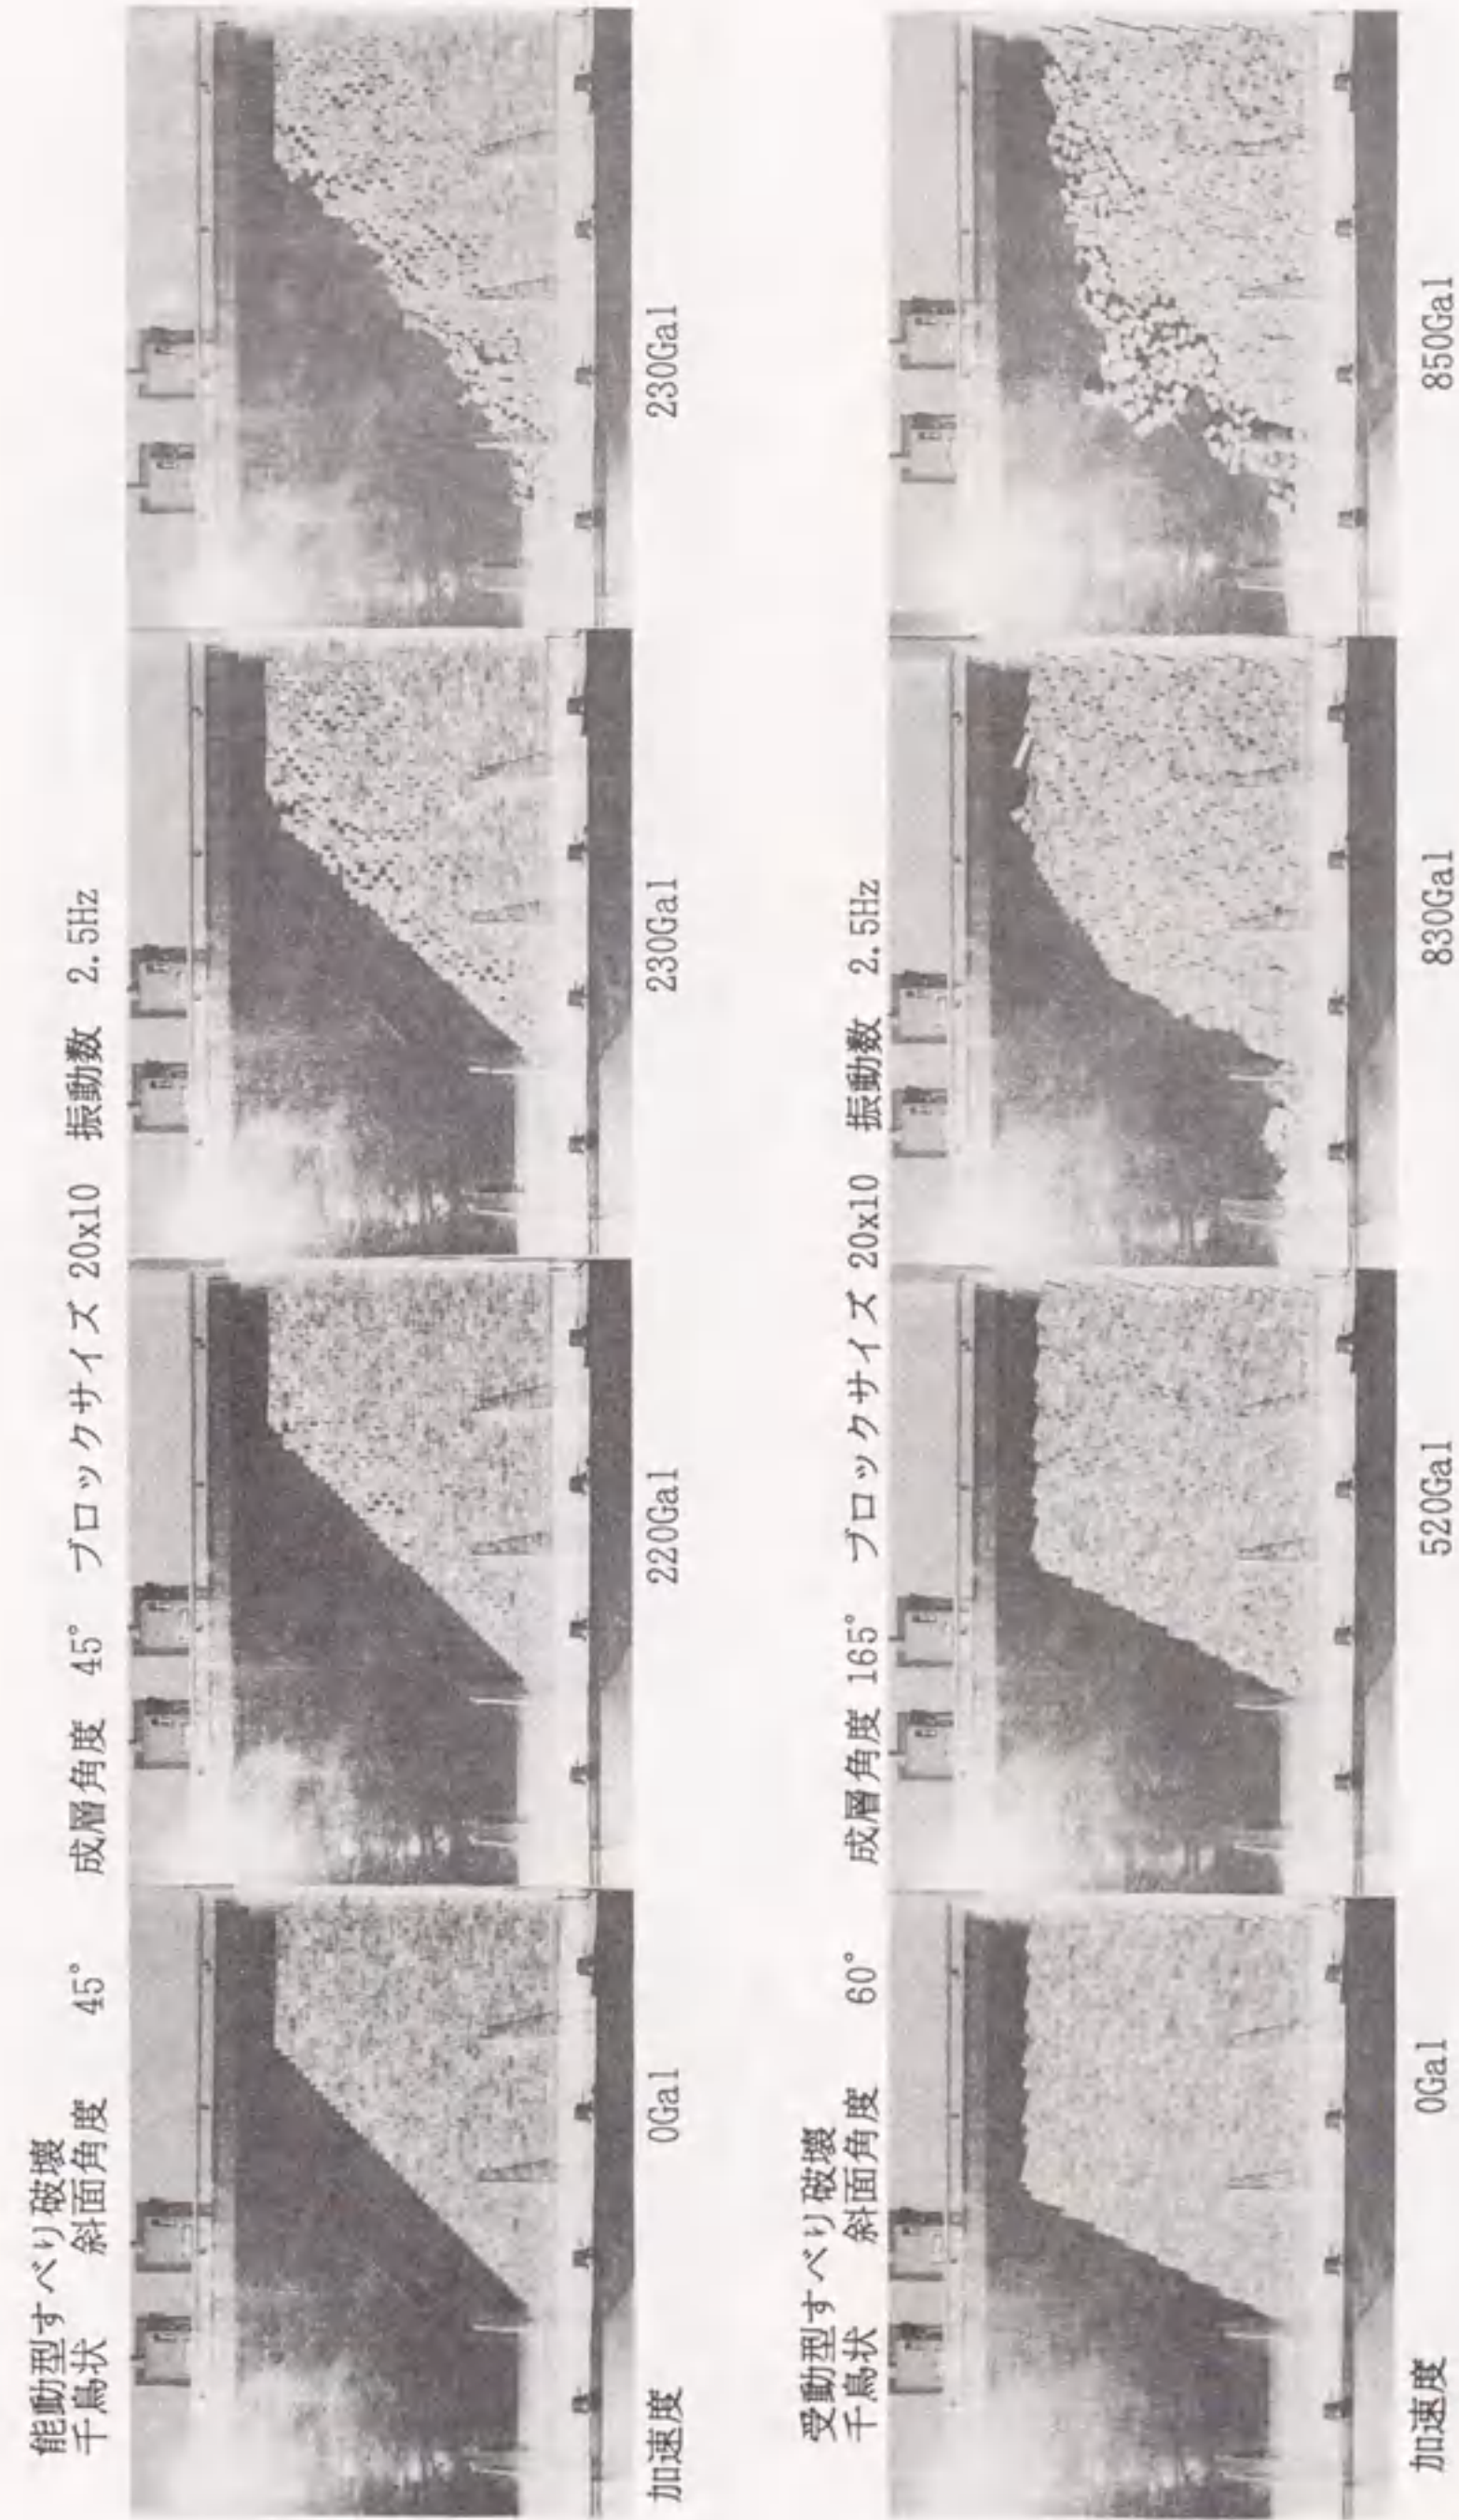 能動型すべり破壊
千鳥状 斜面角度 45° 成層角度 45° ブロックサイズ 20x10 振動数 2.5Hz
加速度 0Gal 220Gal 230Gal 230Gal
受動型すべり破壊
千鳥状 斜面角度 60° 成層角度 165° ブロックサイズ 20x10 振動数 2.5Hz
加速度 0Gal 520Gal 830Gal 850Gal